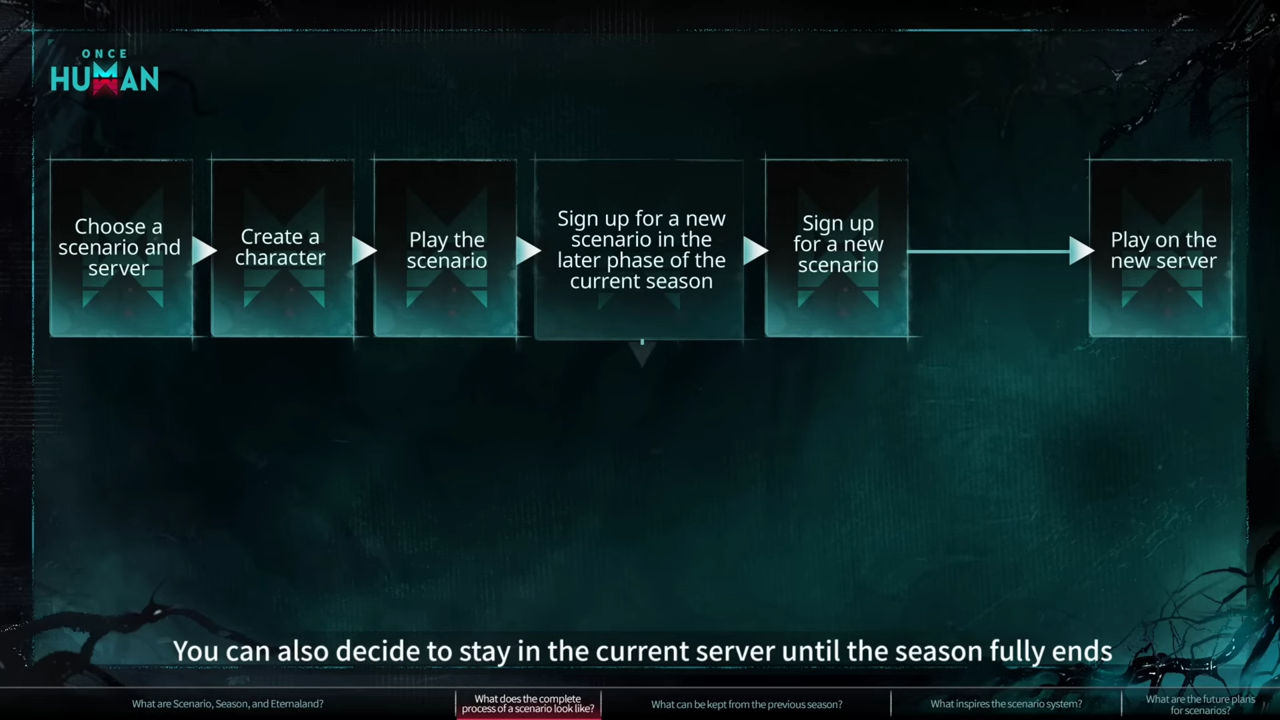 ONCE
HUMAN
Choose a
scenario and
server
Create a
character
Play the
scenario
Sign up for a new
scenario in the
later phase of the
current season
Sign up
for a new
scenario
Play on the
new server
You can also decide to stay in the current server until the season fully ends
What are Scenario, Season, and Eternaland?
What does the complete
process of a scenario look like?
What can be kept from the previous season?
What inspires the scenario system?
What are the future plans
for scenarios?